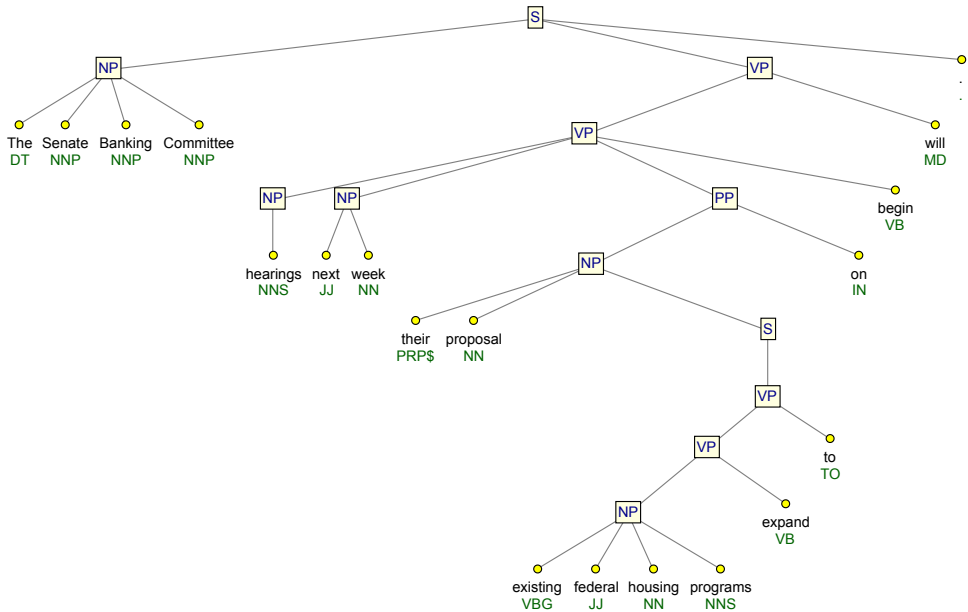 S
NP VP
.
.
The Senate Banking Committee will
DT NNP NNP NNP MD
VP
NP NP PP
begin
VB
hearings next week on
NNS JJ NN IN
NP
their proposal
PRP$ NN
S
VP
VP
to
TO
expand
VB
NP
existing federal housing programs
VBG JJ NN NNS